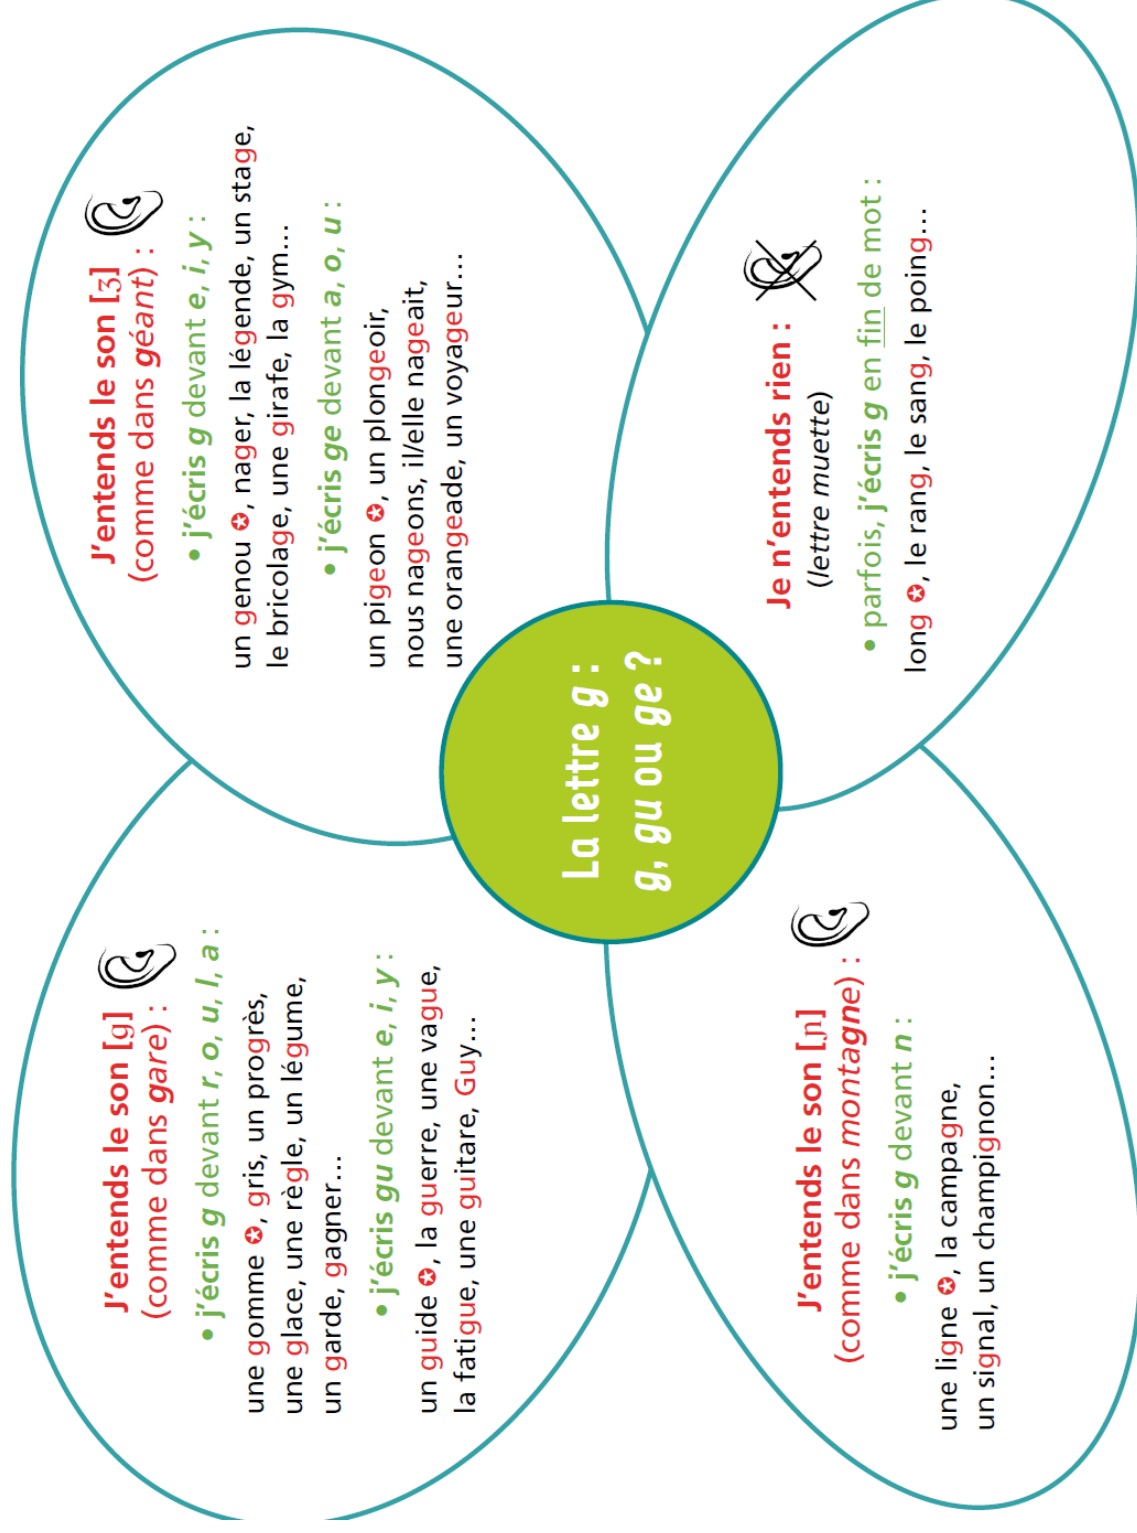 J'entends le son [g]
(comme dans gare) :
• j'écris g devant r, o, u, l, a :
une gomme ✪, gris, un progrès,
une glace, une règle, un légume,
un garde, gagner...
• j'écris gu devant e, i, y :
un guide ✪, la guerre, une vague,
la fatigue, une guitare, Guy...
J'entends le son [ʒ]
(comme dans géant) :
• j'écris g devant e, i, y :
un genou ✪, nager, la légende, un stage,
le bricolage, une girafe, la gym...
• j'écris ge devant a, o, u :
un pigeon ✪, un plongeoir,
nous nageons, il/elle nageait,
une orangeade, un voyageur...
La lettre g :
g, gu ou ge ?
J'entends le son [ɲ]
(comme dans montagne) :
• j'écris g devant n :
une ligne ✪, la campagne,
un signal, un champignon...
Je n'entends rien :
(lettre muette)
• parfois, j'écris g en fin de mot :
long ✪, le rang, le sang, le poing...